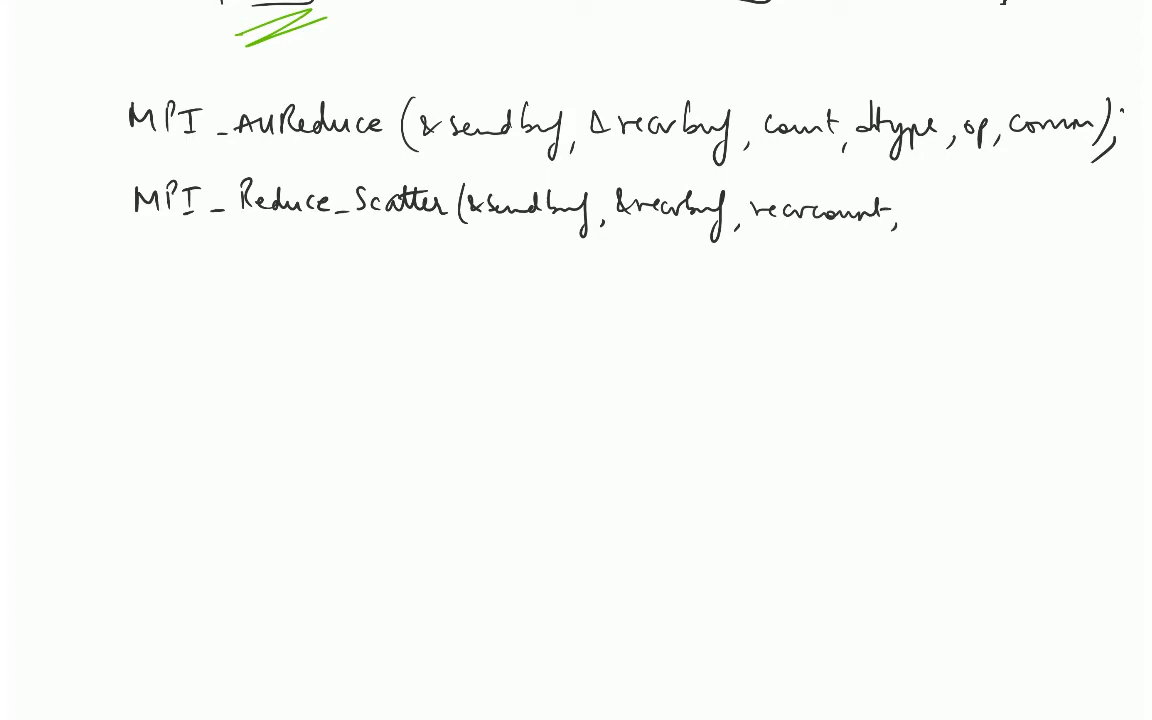 MPI_AllReduce (&sendbuf, &recvbuf, count, dtype, op, comm);
MPI_Reduce_Scatter (&sendbuf, &recvbuf, recvcount,